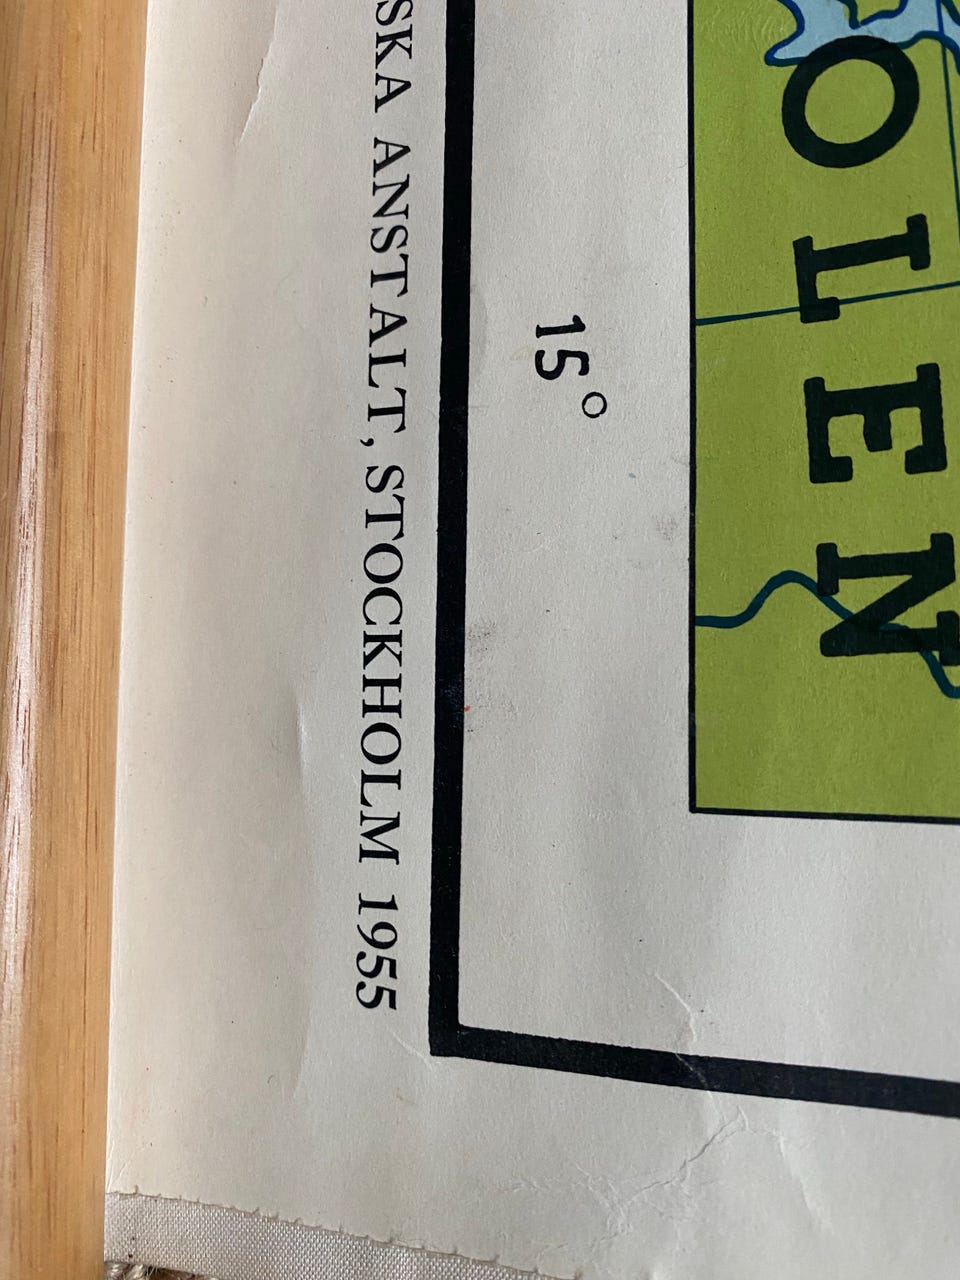 OLEN
15°
SKA ANSTALT, STOCKHOLM 1955